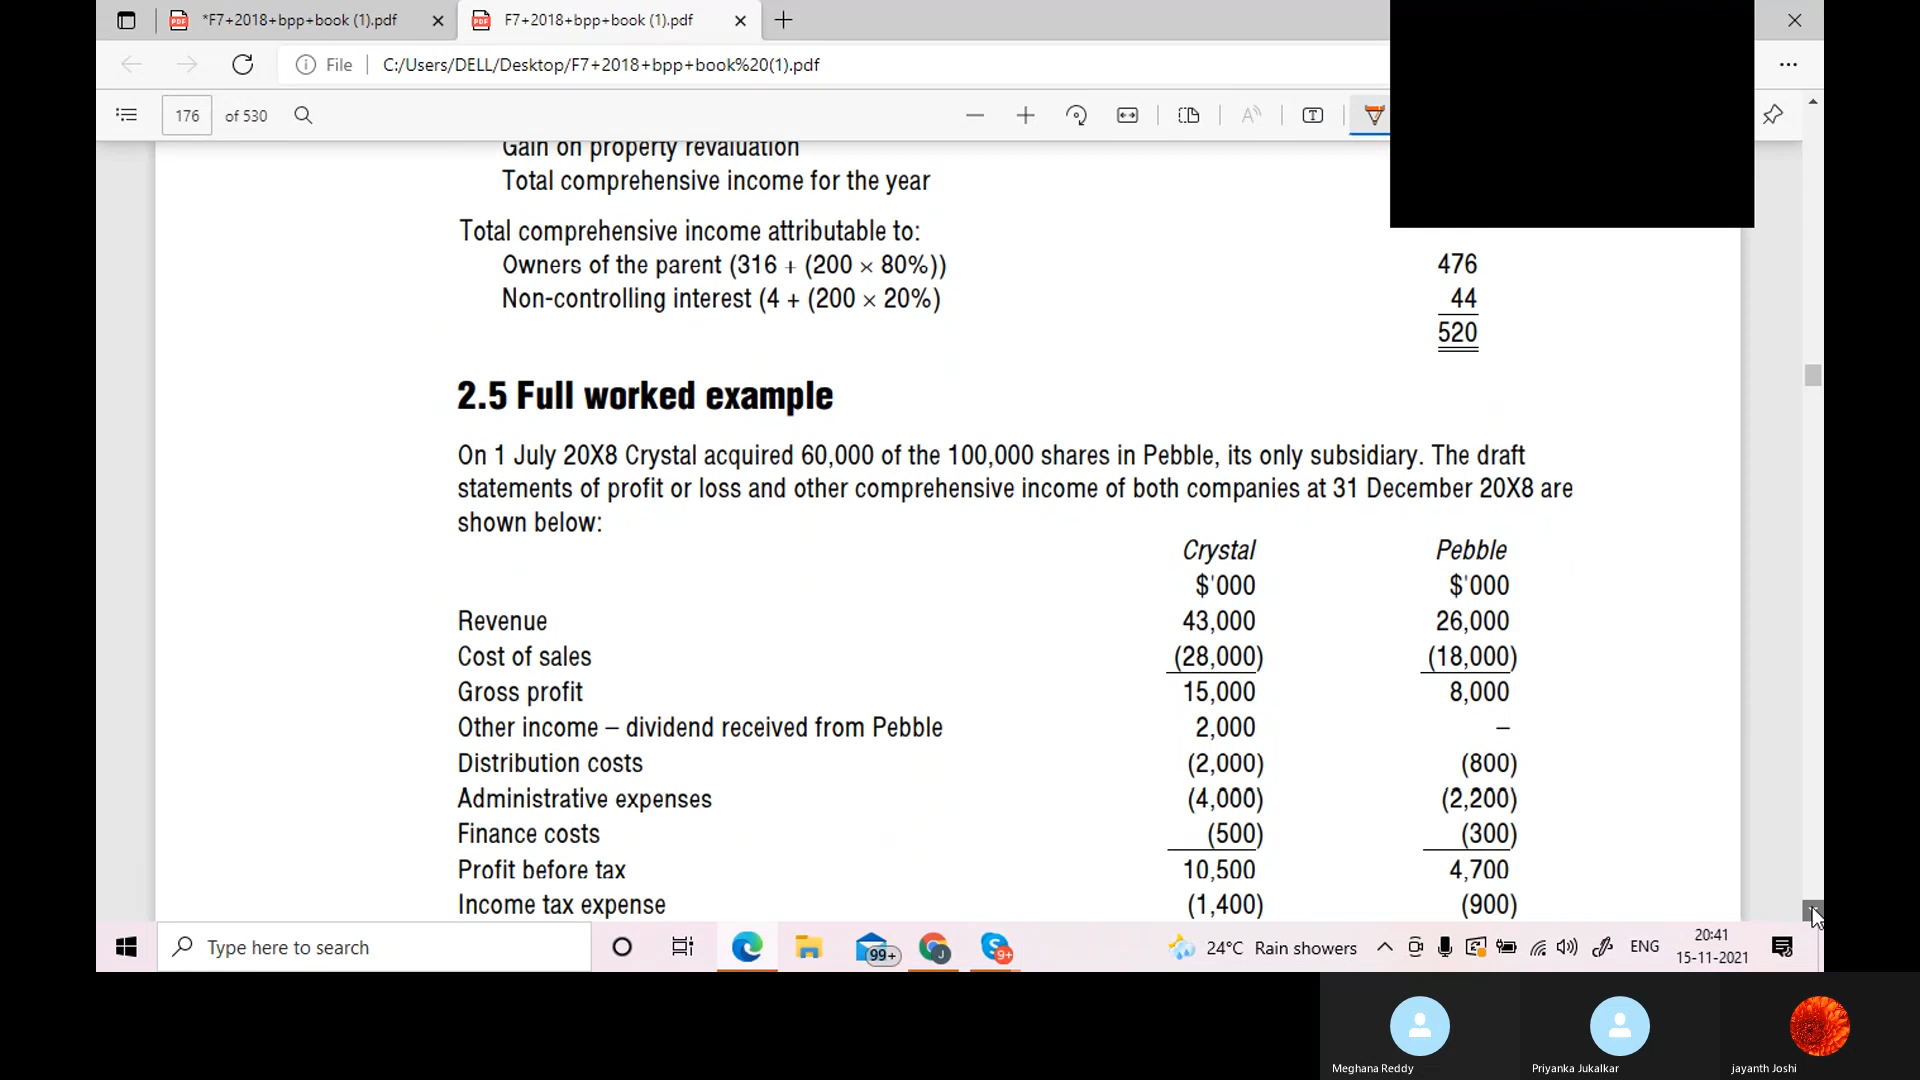 *F7+2018+bpp+book (1).pdf
F7+2018+bpp+book (1).pdf
File
C:/Users/DELL/Desktop/F7+2018+bpp+book%20(1).pdf
176 of 530
Gain on property revaluation
Total comprehensive income for the year
Total comprehensive income attributable to:
Owners of the parent (316 + (200 × 80%)) 476
Non-controlling interest (4 + (200 × 20%) 44
520
2.5 Full worked example
On 1 July 20X8 Crystal acquired 60,000 of the 100,000 shares in Pebble, its only subsidiary. The draft
statements of profit or loss and other comprehensive income of both companies at 31 December 20X8 are
shown below:
Crystal Pebble
$'000 $'000
Revenue 43,000 26,000
Cost of sales (28,000) (18,000)
Gross profit 15,000 8,000
Other income – dividend received from Pebble 2,000 –
Distribution costs (2,000) (800)
Administrative expenses (4,000) (2,200)
Finance costs (500) (300)
Profit before tax 10,500 4,700
Income tax expense (1,400) (900)
Type here to search
99+
J
9+
24°C Rain showers
ENG
20:41
15-11-2021
Meghana Reddy
Priyanka Jukalkar
jayanth Joshi